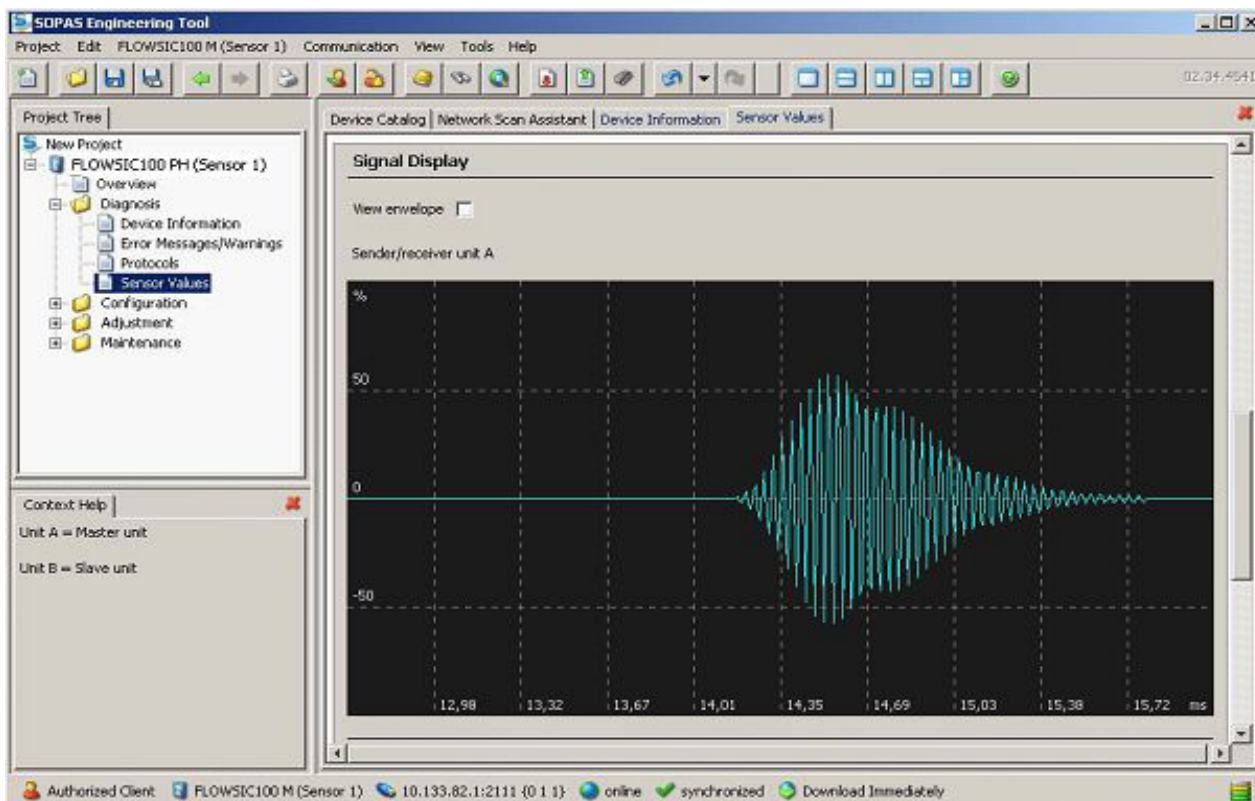 SOPAS Engineering Tool
Project Edit FLOWSIC100 M (Sensor 1) Communication View Tools Help
02.34.4541
Project Tree
New Project
FLOWSIC100 PH (Sensor 1)
Overview
Diagnosis
Device Information
Error Messages/Warnings
Protocols
Sensor Values
Configuration
Adjustment
Maintenance
Context Help
Unit A = Master unit
Unit B = Slave unit
Device Catalog Network Scan Assistant Device Information Sensor Values
Signal Display
View envelope
Sender/receiver unit A
%
50
0
-50
12,98 13,32 13,67 14,01 14,35 14,69 15,03 15,38 15,72 ms
Authorized Client FLOWSIC100 M (Sensor 1) 10.133.82.1:2111 {0 1 1} online synchronized Download Immediately